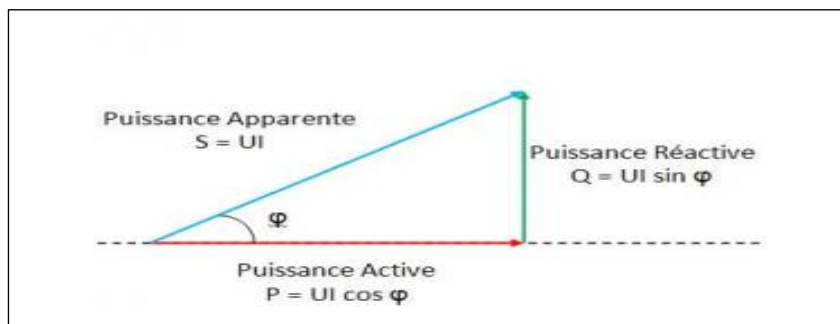 Puissance Apparente
S = UI
Puissance Réactive
Q = UI sin φ
φ
Puissance Active
P = UI cos φ